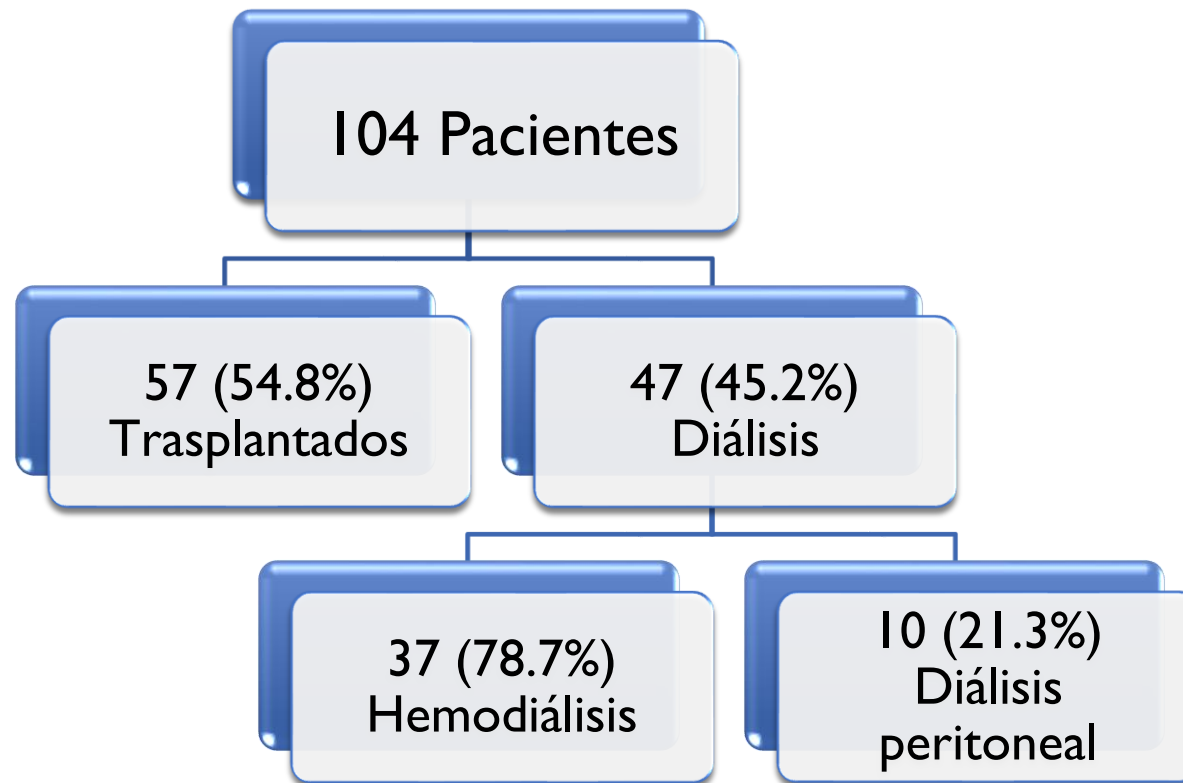 104 Pacientes
57 (54.8%)
Trasplantados
47 (45.2%)
Diálisis
37 (78.7%)
Hemodiálisis
10 (21.3%)
Diálisis
peritoneal